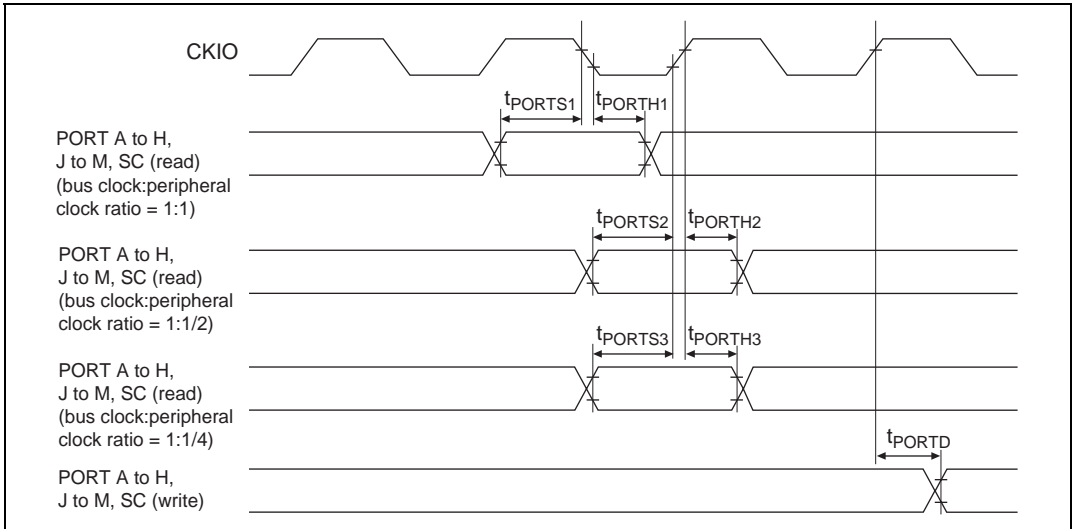 CKIO
tPORTS1
tPORTH1
PORT A to H,
J to M, SC (read)
(bus clock:peripheral
clock ratio = 1:1)
tPORTS2
tPORTH2
PORT A to H,
J to M, SC (read)
(bus clock:peripheral
clock ratio = 1:1/2)
tPORTS3
tPORTH3
PORT A to H,
J to M, SC (read)
(bus clock:peripheral
clock ratio = 1:1/4)
tPORTD
PORT A to H,
J to M, SC (write)